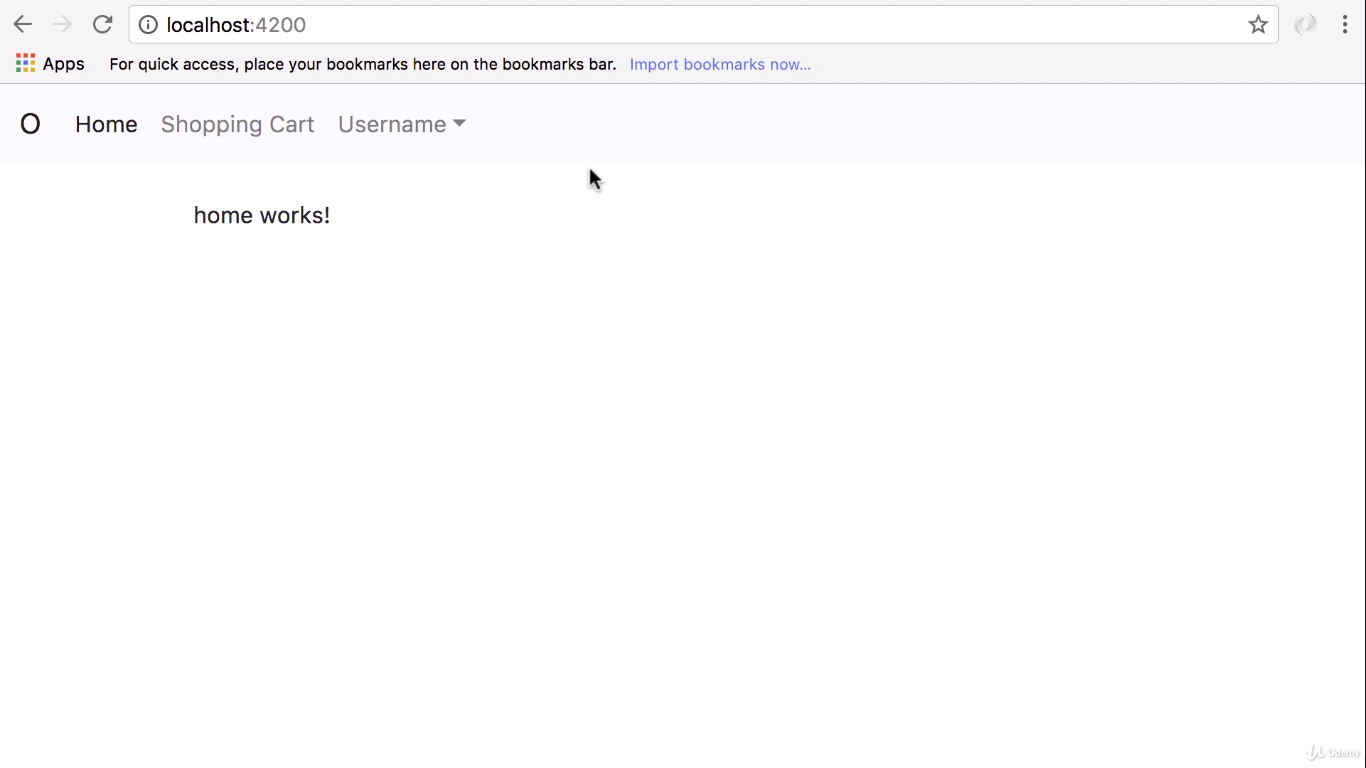 localhost:4200
Apps For quick access, place your bookmarks here on the bookmarks bar. Import bookmarks now...
O Home Shopping Cart Username
home works!
Udemy